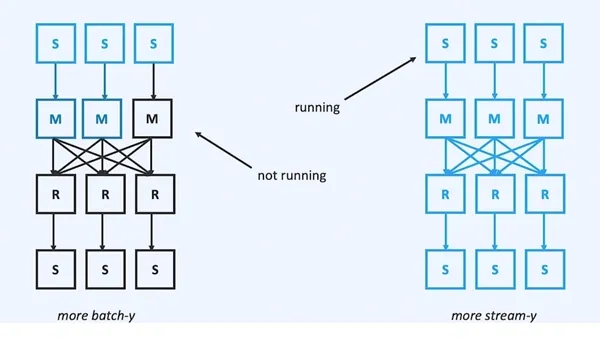 S S S S S S
running
M M M M M M
not running
R R R R R R
S S S S S S
more batch-y more stream-y